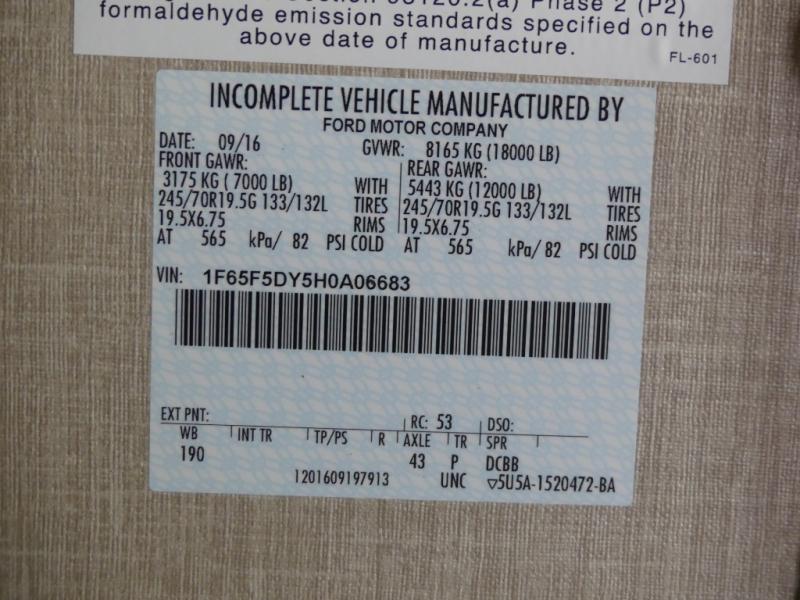 Phase 2 (P2)
formaldehyde emission standards specified on the
above date of manufacture.
FL-601
INCOMPLETE VEHICLE MANUFACTURED BY
FORD MOTOR COMPANY
DATE: 09/16 GVWR: 8165 KG (18000 LB)
FRONT GAWR: REAR GAWR:
3175 KG ( 7000 LB) WITH 5443 KG (12000 LB) WITH
245/70R19.5G 133/132L TIRES 245/70R19.5G 133/132L TIRES
19.5X6.75 RIMS 19.5X6.75 RIMS
AT 565 kPa/ 82 PSI COLD AT 565 kPa/ 82 PSI COLD
VIN: 1F65F5DY5H0A06683
EXT PNT: RC: 53 DSO:
WB INT TR TP/PS R AXLE TR SPR
190 43 P DCBB
1201609197913 UNC ▽5U5A-1520472-BA